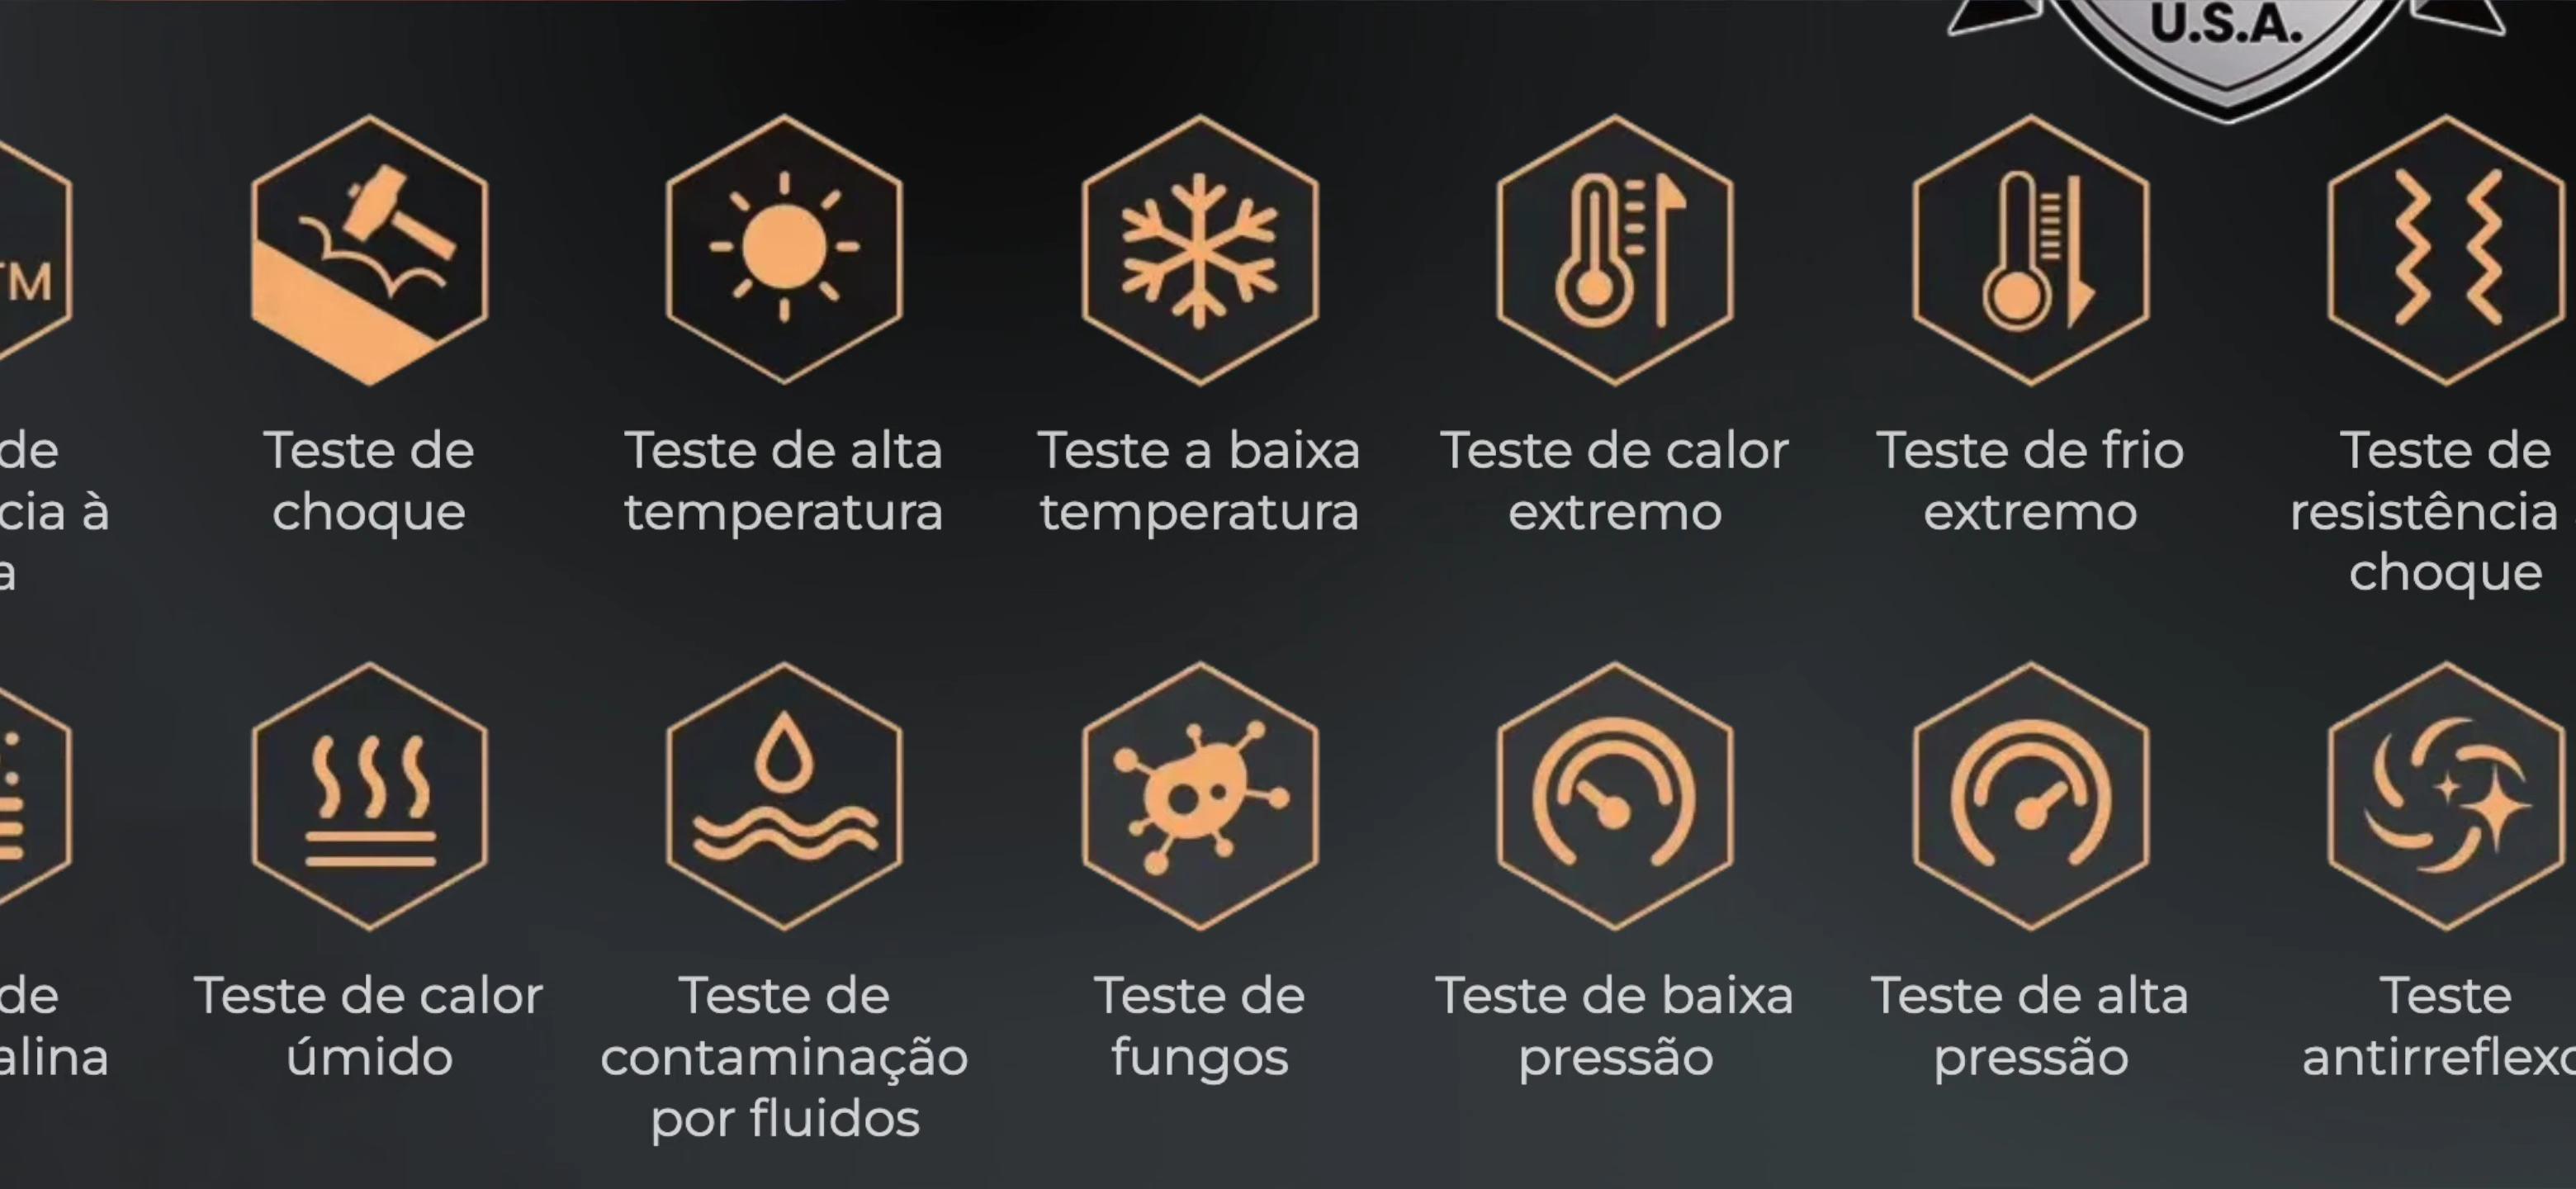 U.S.A.
TM
de
cia à
a
Teste de
choque
Teste de alta
temperatura
Teste a baixa
temperatura
Teste de calor
extremo
Teste de frio
extremo
Teste de
resistência
choque
de
alina
Teste de calor
úmido
Teste de
contaminação
por fluidos
Teste de
fungos
Teste de baixa
pressão
Teste de alta
pressão
Teste
antirreflexo